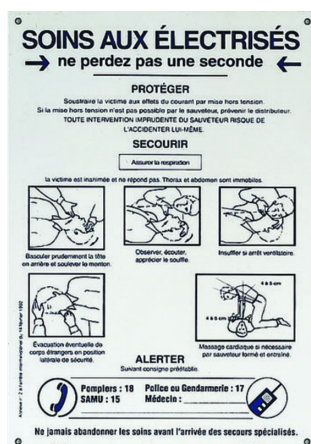 SOINS AUX ÉLECTRISÉS
ne perdez pas une seconde
PROTÉGER
Soustraire la victime aux effets du courant par mise hors tension.
Si la mise hors tension n'est pas possible par le sauveteur, prévenir le distributeur.
TOUTE INTERVENTION IMPRUDENTE DU SAUVETEUR RISQUE DE
L'ACCIDENTER LUI-MÊME.
SECOURIR
Assurer la respiration
la victime est inanimée et ne répond pas. Thorax et abdomen sont immobiles.
Basculer prudemment la tête
en arrière et soulever le menton.
Observer, écouter,
apprécier le souffle.
Insuffler si arrêt ventilatoire.
4 à 5 cm
4 à 5 cm
Évacuation éventuelle de
corps étrangers en position
latérale de sécurité.
Massage cardiaque si nécessaire
par sauveteur formé et entraîné.
ALERTER
Suivant consigne préétablie.
Pompiers : 18 Police ou Gendarmerie : 17
SAMU : 15 Médecin :
Ne jamais abandonner les soins avant l'arrivée des secours spécialisés.